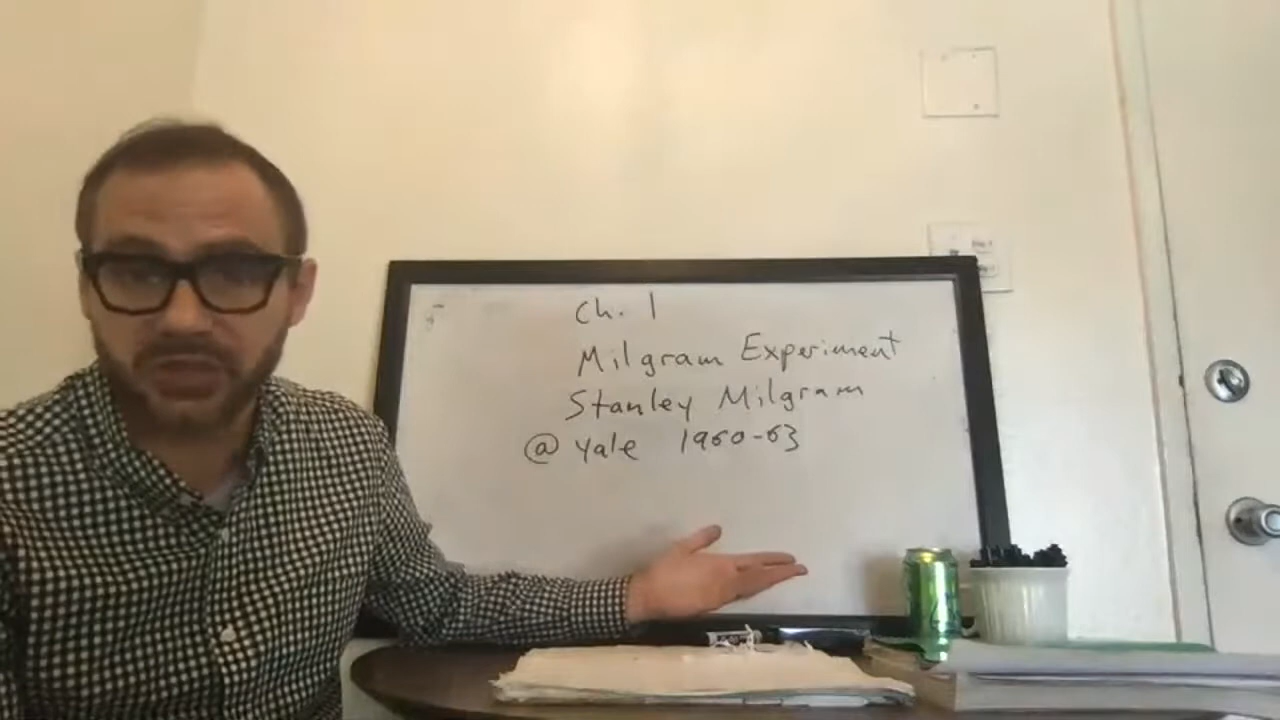 Ch. 1
Milgram Experiment
Stanley Milgram
@ Yale 1960-63